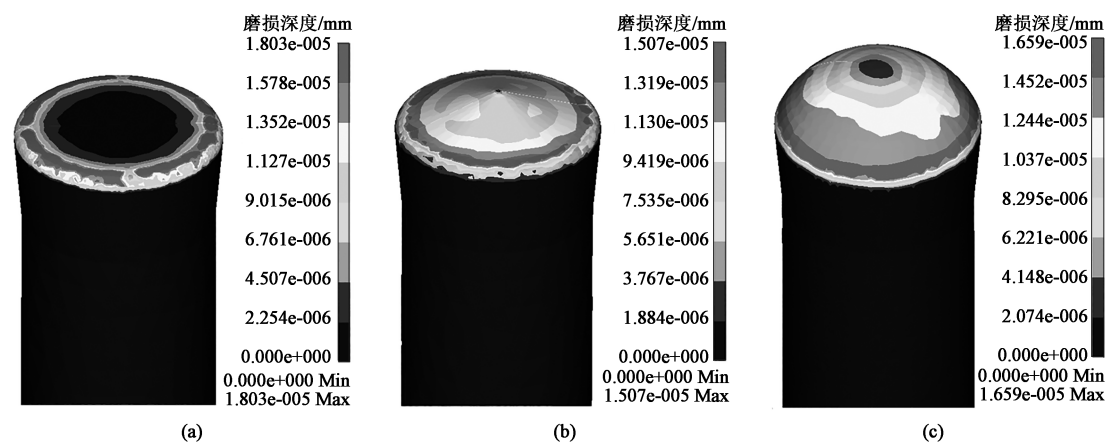 磨损深度/mm
1.803e-005
1.578e-005
1.352e-005
1.127e-005
9.015e-006
6.761e-006
4.507e-006
2.254e-006
0.000e+000
0.000e+000 Min
1.803e-005 Max
(a)
磨损深度/mm
1.507e-005
1.319e-005
1.130e-005
9.419e-006
7.535e-006
5.651e-006
3.767e-006
1.884e-006
0.000e+000
0.000e+000 Min
1.507e-005 Max
(b)
磨损深度/mm
1.659e-005
1.452e-005
1.244e-005
1.037e-005
8.295e-006
6.221e-006
4.148e-006
2.074e-006
0.000e+000
0.000e+000 Min
1.659e-005 Max
(c)